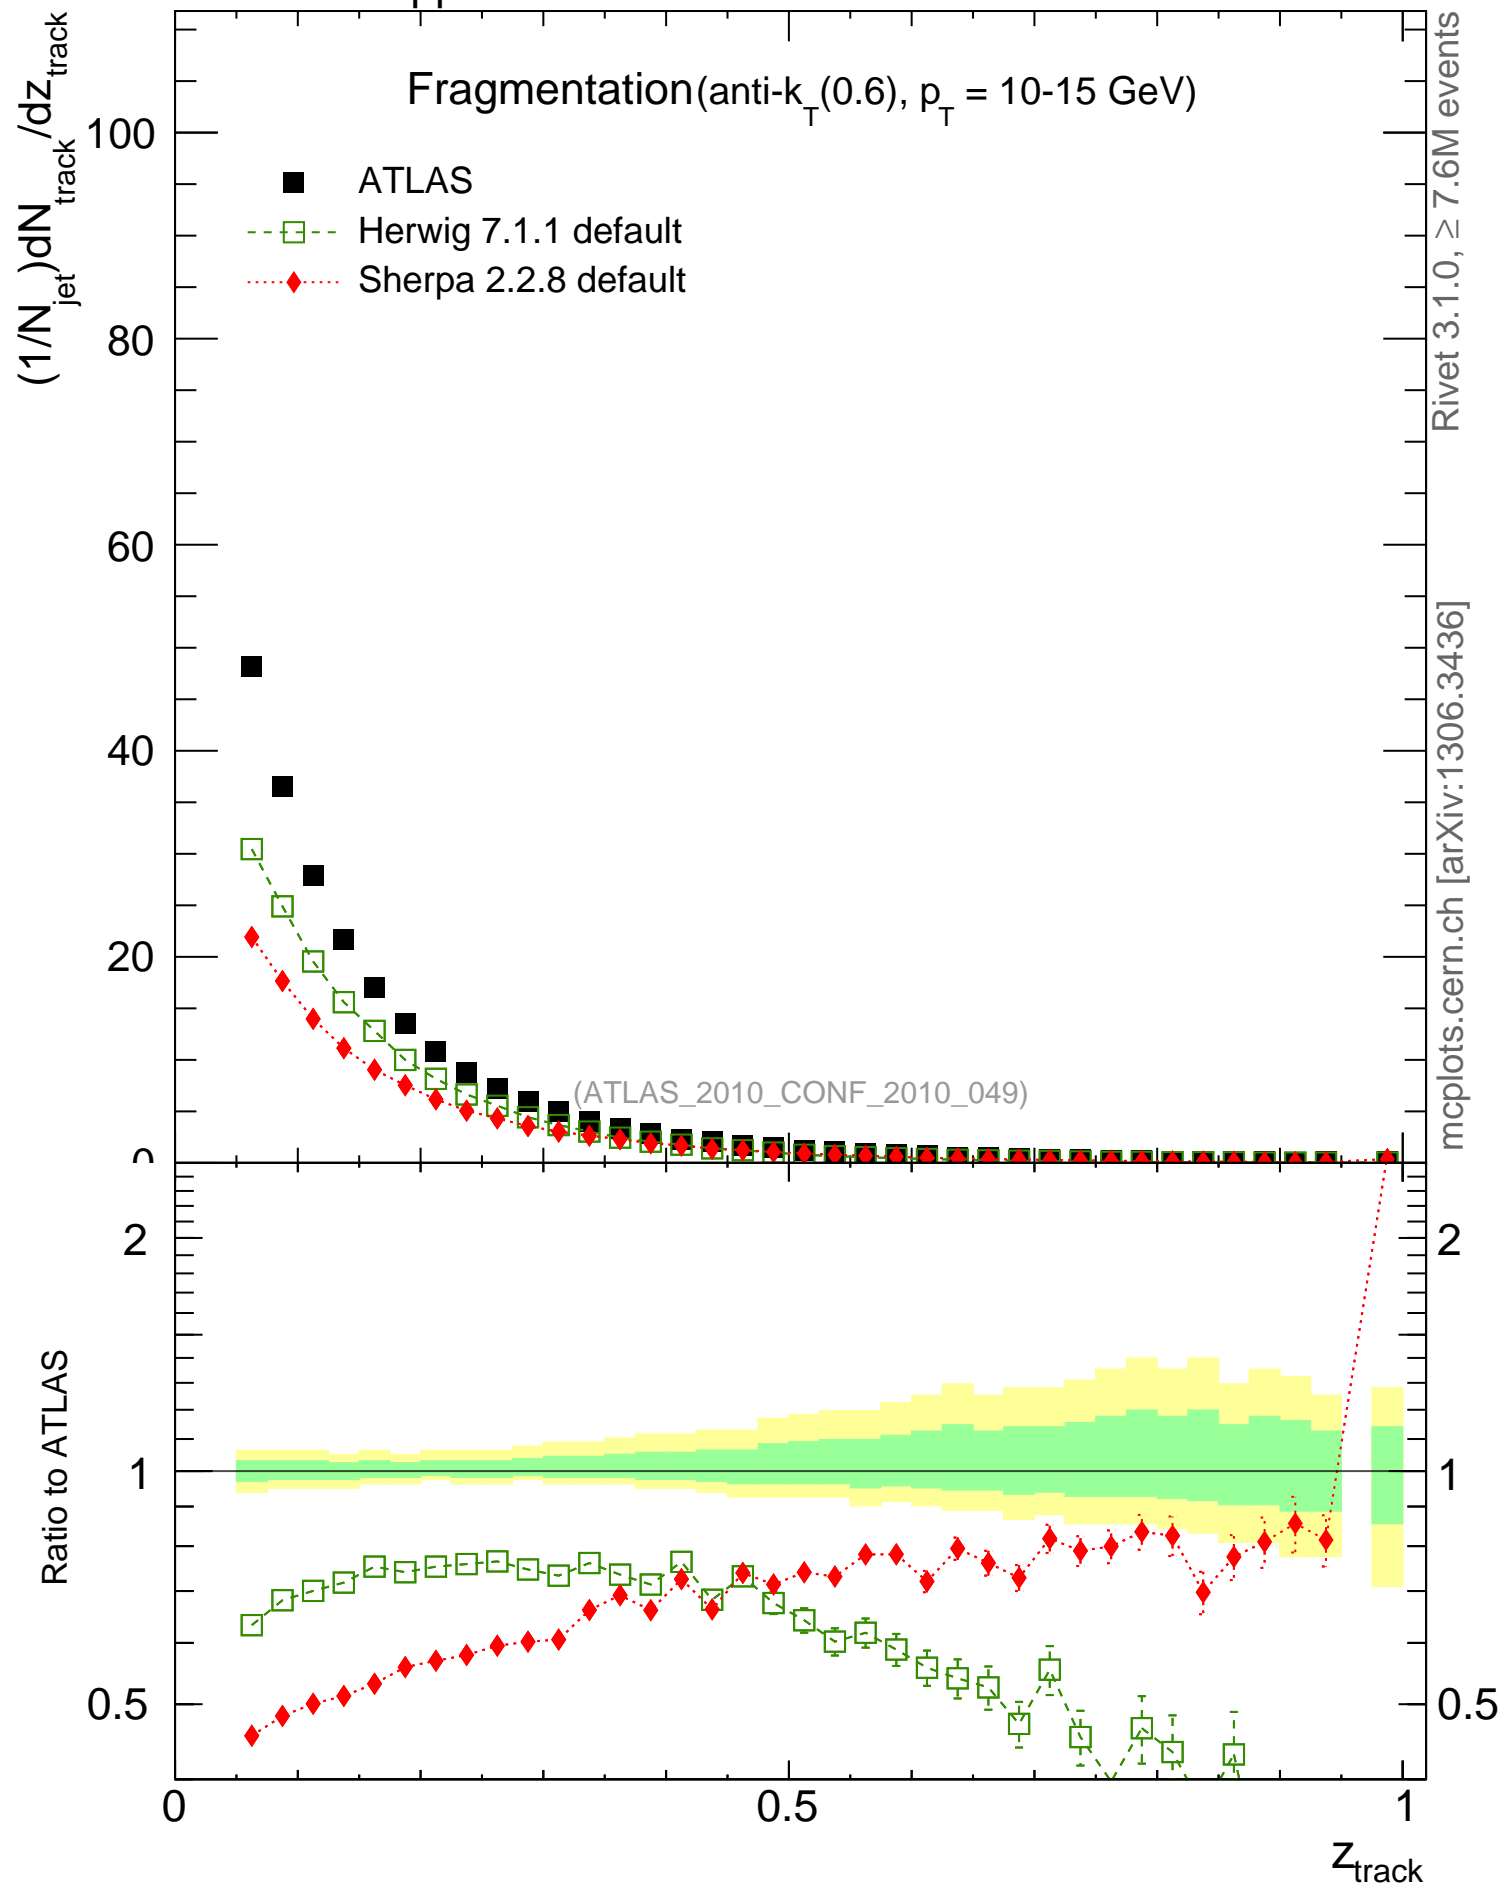 Fragmentation (anti-k_T(0.6), p_T = 10-15 GeV)
ATLAS
Herwig 7.1.1 default
Sherpa 2.2.8 default
(1/N_jet)dN_track/dz_track
100
80
60
40
20
0
(ATLAS_2010_CONF_2010_049)
Rivet 3.1.0, ≥ 7.6M events
mcplots.cern.ch [arXiv:1306.3436]
Ratio to ATLAS
2
1
0.5
2
1
0.5
0
0.5
1
z_track